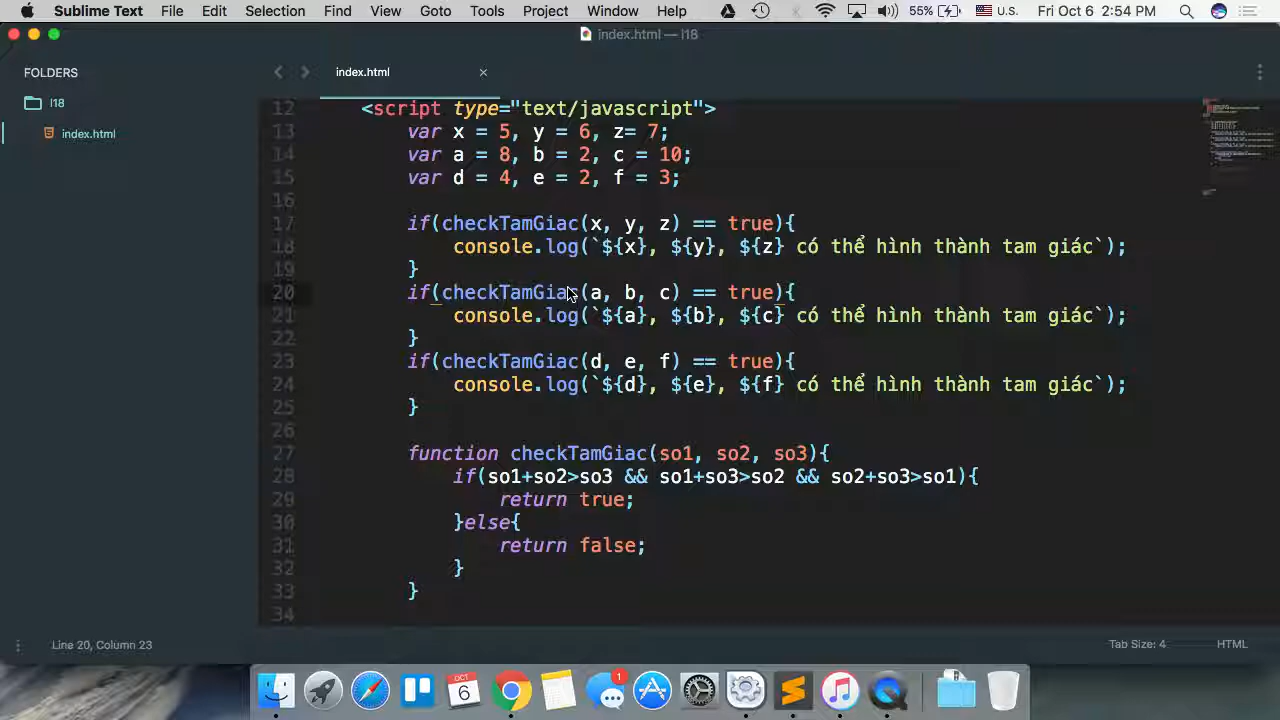 Sublime Text File Edit Selection Find View Goto Tools Project Window Help 55% U.S. Fri Oct 6 2:54 PM
index.html — l18
FOLDERS
index.html
l18
index.html
12 <script type="text/javascript">
13 var x = 5, y = 6, z= 7;
14 var a = 8, b = 2, c = 10;
15 var d = 4, e = 2, f = 3;
16
17 if(checkTamGiac(x, y, z) == true){
18 console.log(`${x}, ${y}, ${z} có thể hình thành tam giác`);
19 }
20 if(checkTamGiac(a, b, c) == true){
21 console.log(`${a}, ${b}, ${c} có thể hình thành tam giác`);
22 }
23 if(checkTamGiac(d, e, f) == true){
24 console.log(`${d}, ${e}, ${f} có thể hình thành tam giác`);
25 }
26
27 function checkTamGiac(so1, so2, so3){
28 if(so1+so2>so3 && so1+so3>so2 && so2+so3>so1){
29 return true;
30 }else{
31 return false;
32 }
33 }
34
Line 20, Column 23
Tab Size: 4 HTML
OCT
6
1